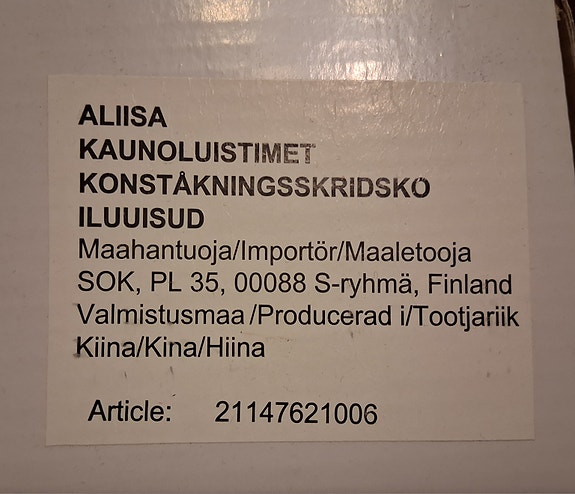 ALIISA
KAUNOLUISTIMET
KONSTÅKNINGSSKRIDSKO
ILUUISUD
Maahantuoja/Importör/Maaletooja
SOK, PL 35, 00088 S-ryhmä, Finland
Valmistusmaa /Producerad i/Tootjariik
Kiina/Kina/Hiina
Article: 21147621006